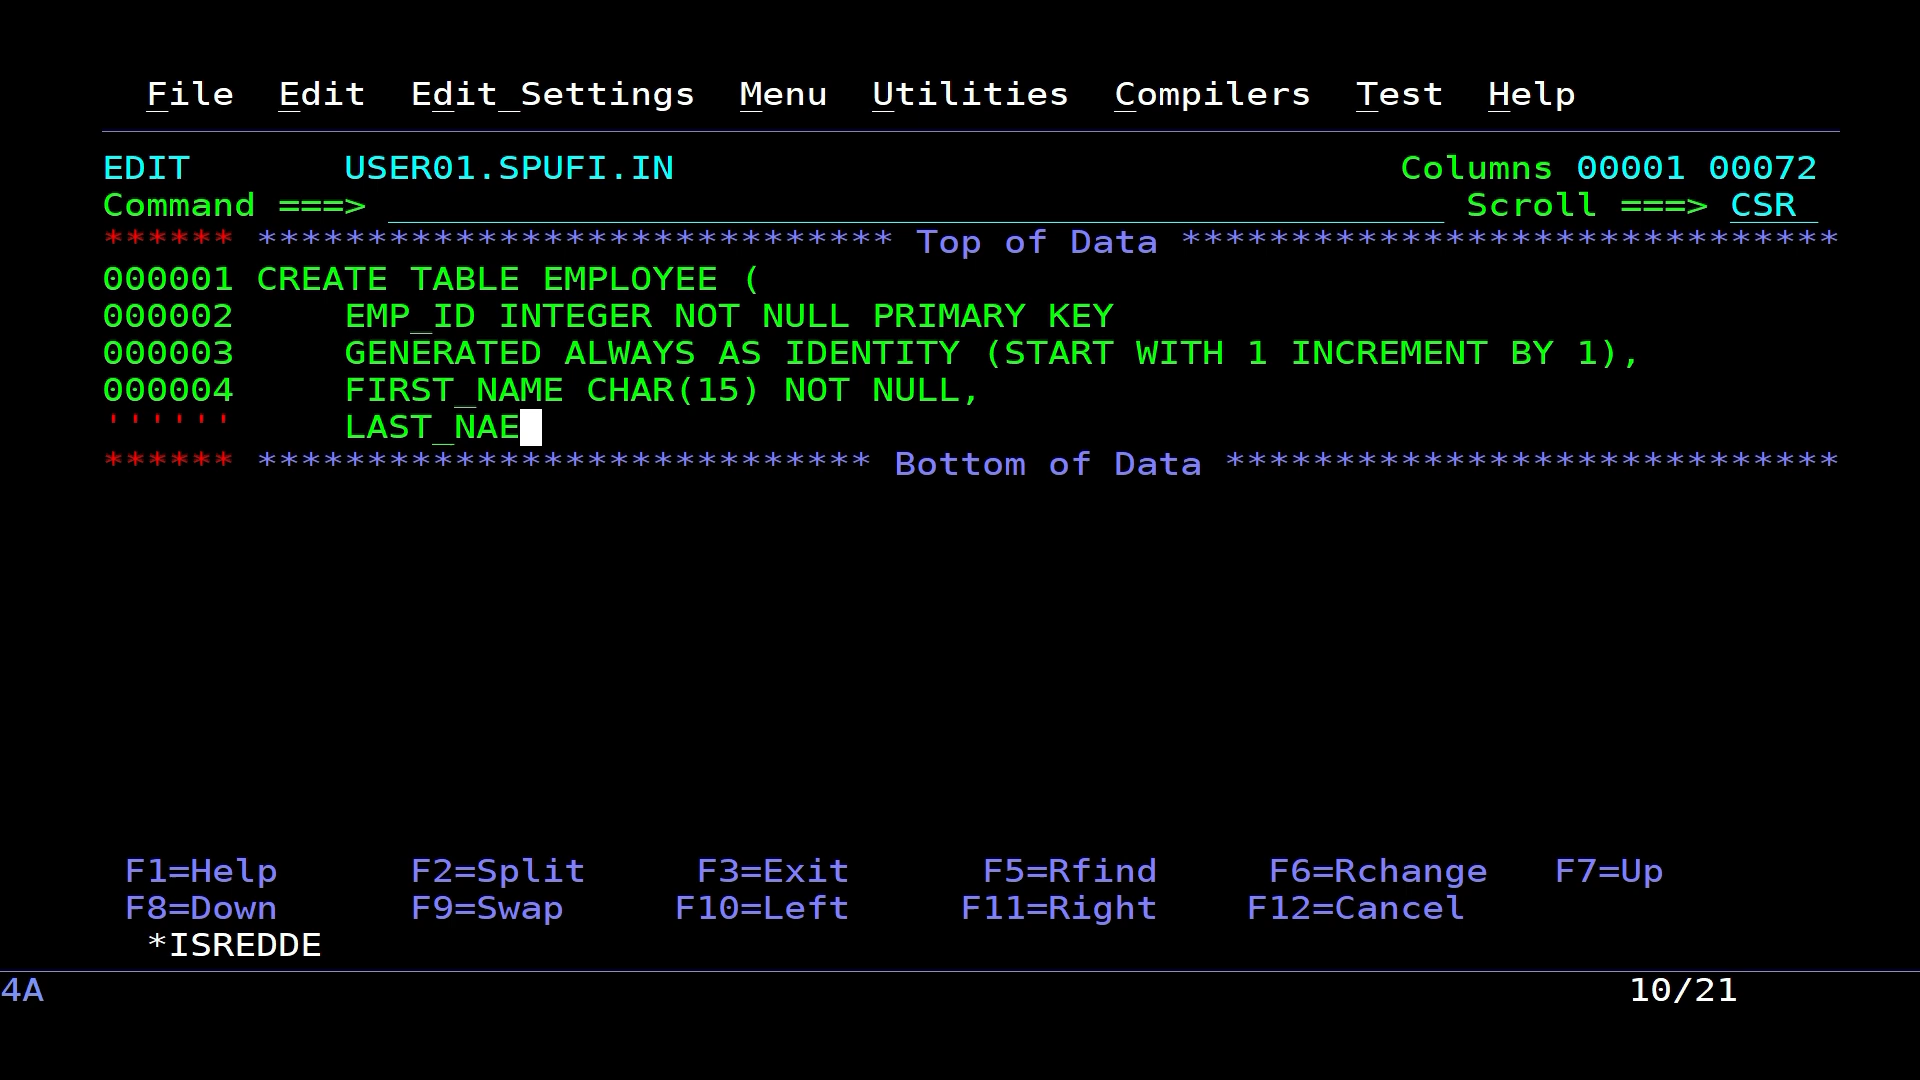 File  Edit  Edit_Settings  Menu  Utilities  Compilers  Test  Help
EDIT       USER01.SPUFI.IN                                 Columns 00001 00072
Command ===> ________________________________________________ Scroll ===> CSR
****** ***************************** Top of Data ******************************
000001 CREATE TABLE EMPLOYEE (
000002     EMP_ID INTEGER NOT NULL PRIMARY KEY
000003     GENERATED ALWAYS AS IDENTITY (START WITH 1 INCREMENT BY 1),
000004     FIRST_NAME CHAR(15) NOT NULL,
''''''     LAST_NAE
****** **************************** Bottom of Data ****************************
F1=Help      F2=Split     F3=Exit      F5=Rfind     F6=Rchange   F7=Up
F8=Down      F9=Swap     F10=Left     F11=Right    F12=Cancel
*ISREDDE
4A                                                                        10/21